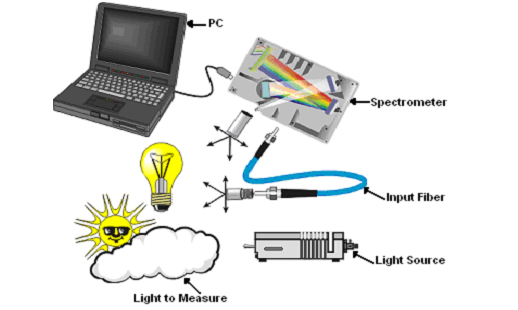 PC
Spectrometer
Input Fiber
Light Source
Light to Measure